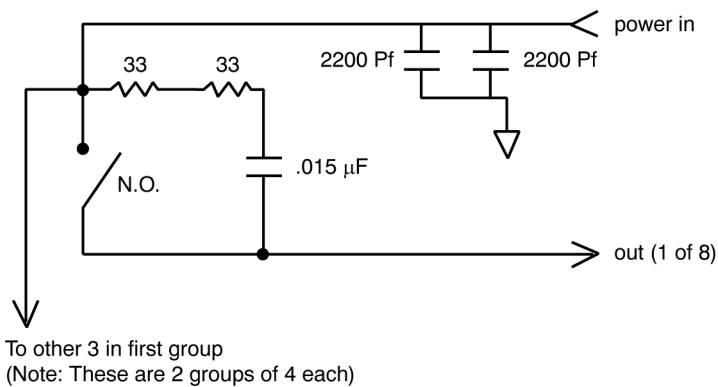 power in
33 33 2200 Pf 2200 Pf
.015 μF
N.O.
out (1 of 8)
To other 3 in first group
(Note: These are 2 groups of 4 each)